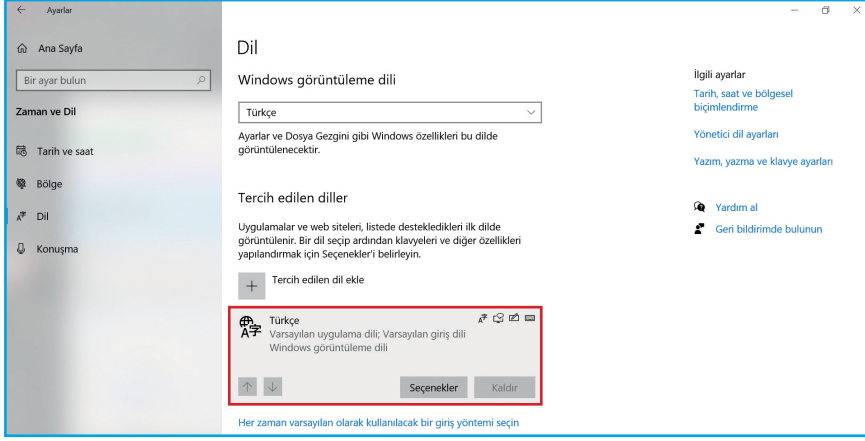 Ayarlar
Ana Sayfa
Bir ayar bulun
Zaman ve Dil
Tarih ve saat
Bölge
Dil
Konuşma
Dil
Windows görüntüleme dili
Türkçe
Ayarlar ve Dosya Gezgini gibi Windows özellikleri bu dilde
görüntülenecektir.
Tercih edilen diller
Uygulamalar ve web siteleri, listede destekledikleri ilk dilde
görüntülenir. Bir dil seçip ardından klavyeleri ve diğer özellikleri
yapılandırmak için Seçenekler'i belirleyin.
Tercih edilen dil ekle
Türkçe
Varsayılan uygulama dili; Varsayılan giriş dili
Windows görüntüleme dili
Seçenekler
Kaldır
Her zaman varsayılan olarak kullanılacak bir giriş yöntemi seçin
İlgili ayarlar
Tarih, saat ve bölgesel
biçimlendirme
Yönetici dil ayarları
Yazım, yazma ve klavye ayarları
Yardım al
Geri bildirimde bulunun